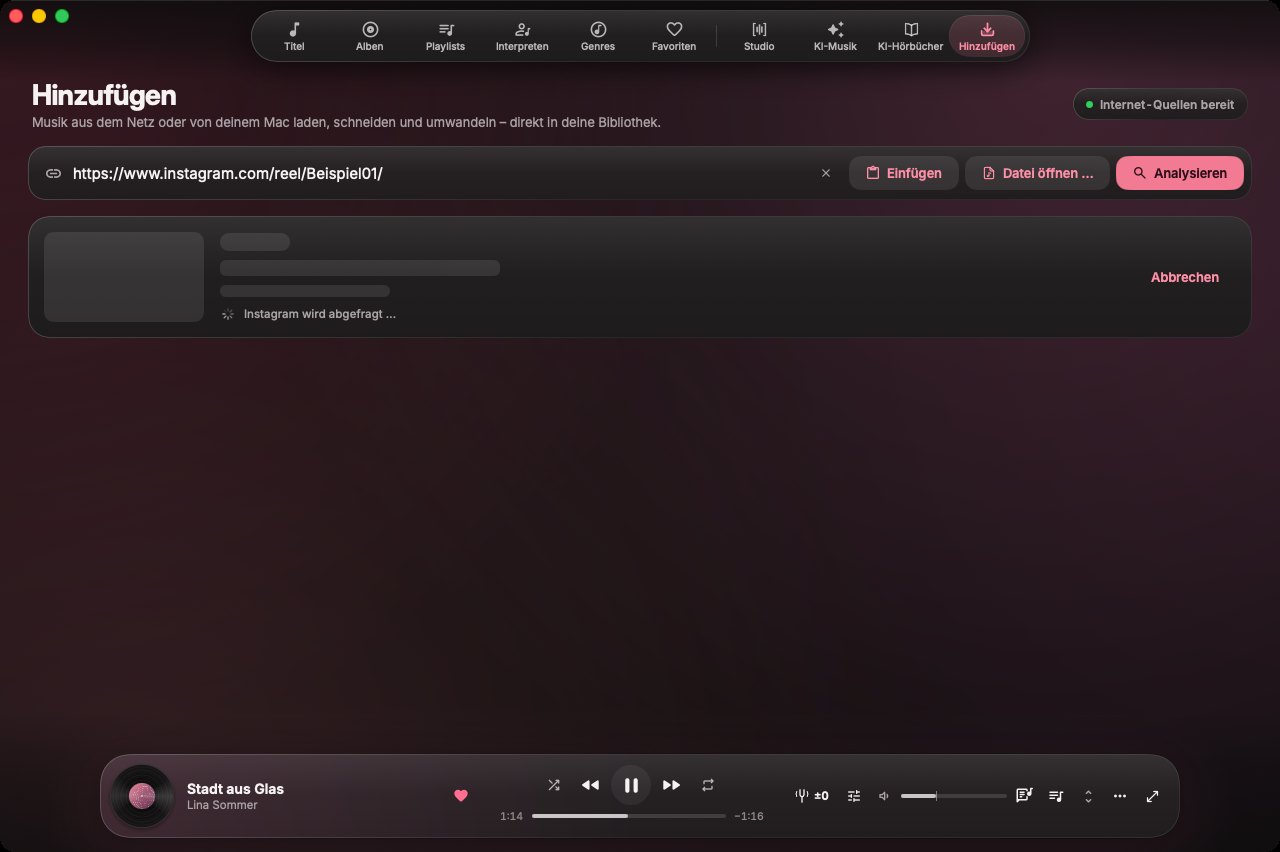 Titel
Alben
Playlists
Interpreten
Genres
Favoriten
Studio
KI-Musik
KI-Hörbücher
Hinzufügen
Hinzufügen
Musik aus dem Netz oder von deinem Mac laden, schneiden und umwandeln – direkt in deine Bibliothek.
Internet-Quellen bereit
https://www.instagram.com/reel/Beispiel01/
Einfügen
Datei öffnen ...
Analysieren
Instagram wird abgefragt ...
Abbrechen
Stadt aus Glas
Lina Sommer
1:14
−1:16
±0